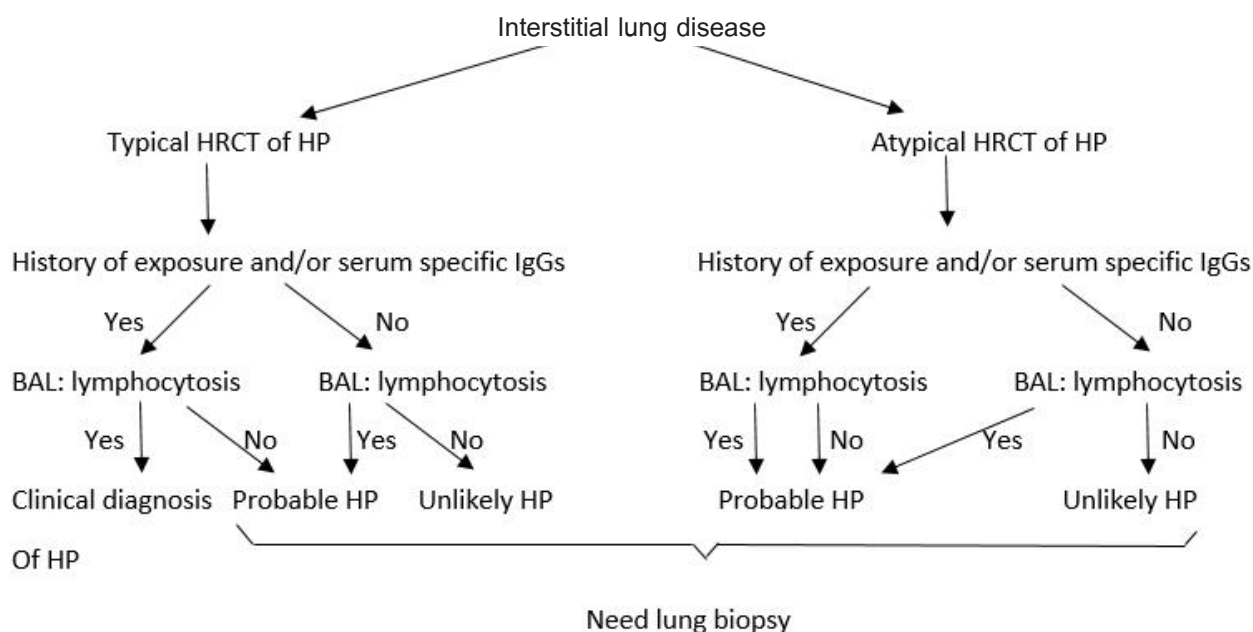 Interstitial lung disease
Typical HRCT of HP
Atypical HRCT of HP
History of exposure and/or serum specific IgGs
History of exposure and/or serum specific IgGs
Yes
No
Yes
No
BAL: lymphocytosis
BAL: lymphocytosis
BAL: lymphocytosis
BAL: lymphocytosis
Yes
No
Yes
No
Yes
No
Yes
No
Clinical diagnosis
Probable HP
Unlikely HP
Probable HP
Unlikely HP
Of HP
Need lung biopsy